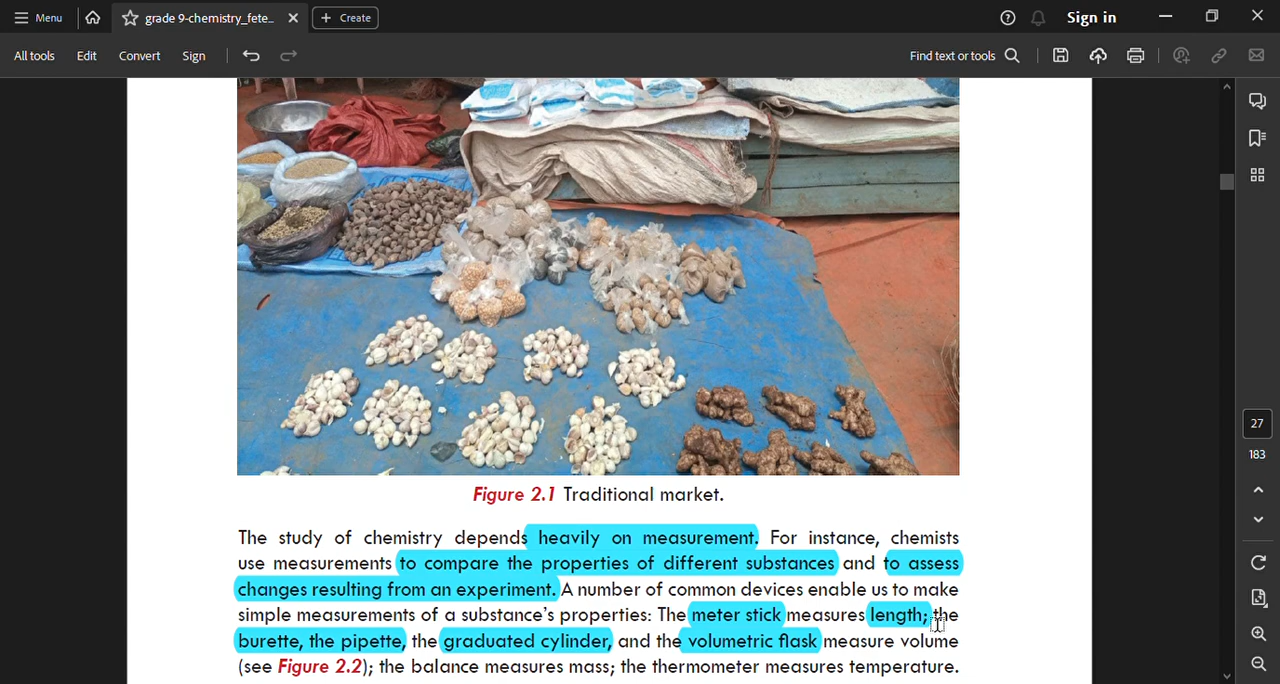 Menu
grade 9-chemistry_fete...
Create
Sign in
All tools
Edit
Convert
Sign
Find text or tools
27
183
Figure 2.1 Traditional market.
The study of chemistry depends heavily on measurement. For instance, chemists
use measurements to compare the properties of different substances and to assess
changes resulting from an experiment. A number of common devices enable us to make
simple measurements of a substance's properties: The meter stick measures length; the
burette, the pipette, the graduated cylinder, and the volumetric flask measure volume
(see Figure 2.2); the balance measures mass; the thermometer measures temperature.